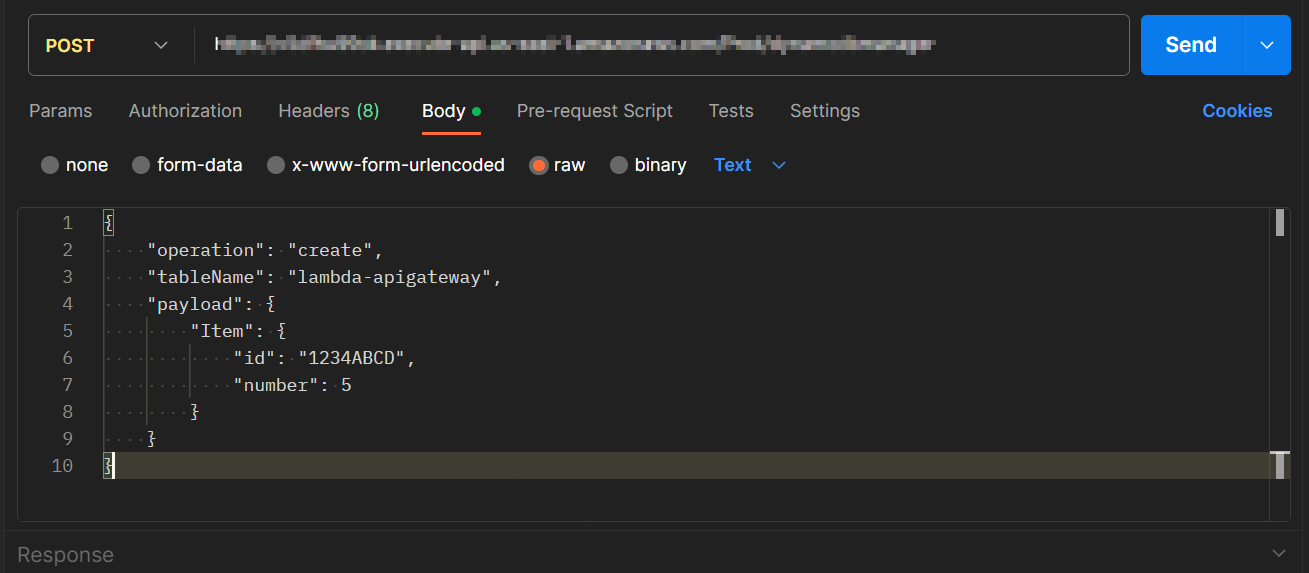 POST
Send
Params Authorization Headers (8) Body Pre-request Script Tests Settings Cookies
none form-data x-www-form-urlencoded raw binary Text
1 {
2 "operation": "create",
3 "tableName": "lambda-apigateway",
4 "payload": {
5 "Item": {
6 "id": "1234ABCD",
7 "number": 5
8 }
9 }
10 }
Response